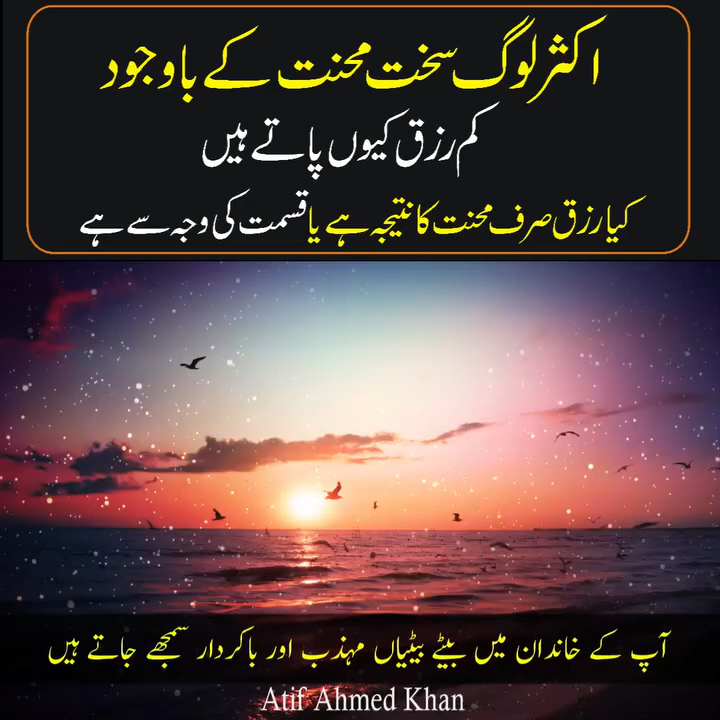 اکثر لوگ سخت محنت کے باوجود
کم رزق کیوں پاتے ہیں
کیا رزق صرف محنت کا نتیجہ ہے یا قسمت کی وجہ سے ہے
آپ کے خاندان میں بیٹے بیٹیاں مہذب اور باکردار سمجھے جاتے ہیں
Atif Ahmed Khan